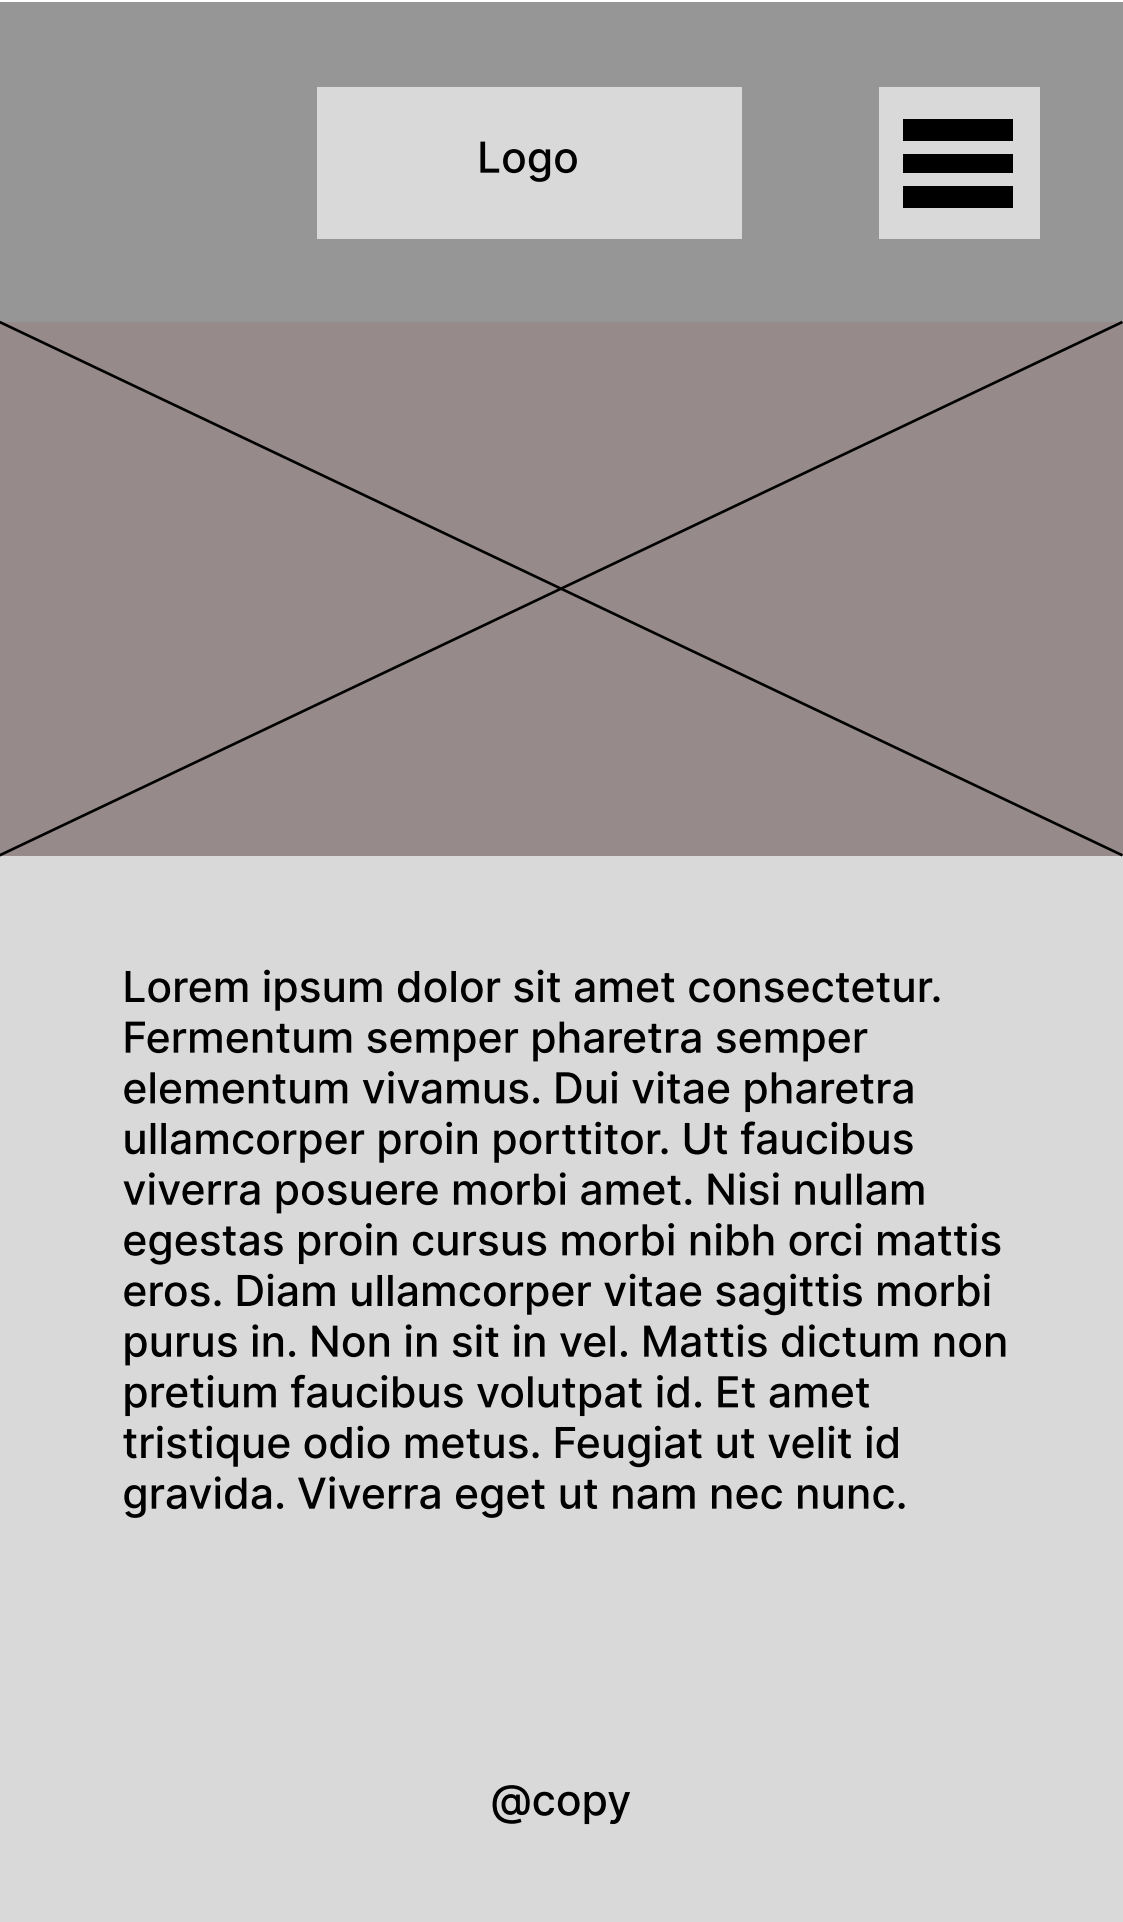 Logo
Lorem ipsum dolor sit amet consectetur.
Fermentum semper pharetra semper
elementum vivamus. Dui vitae pharetra
ullamcorper proin porttitor. Ut faucibus
viverra posuere morbi amet. Nisi nullam
egestas proin cursus morbi nibh orci mattis
eros. Diam ullamcorper vitae sagittis morbi
purus in. Non in sit in vel. Mattis dictum non
pretium faucibus volutpat id. Et amet
tristique odio metus. Feugiat ut velit id
gravida. Viverra eget ut nam nec nunc.
@copy